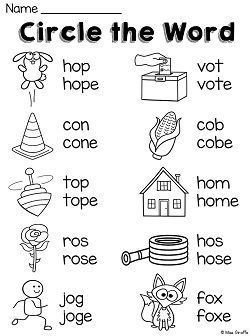 Name
Circle the Word
hop
hope
vot
vote
con
cone
cob
cobe
top
tope
hom
home
ros
rose
hos
hose
jog
joge
fox
foxe
© Miss Giraffe